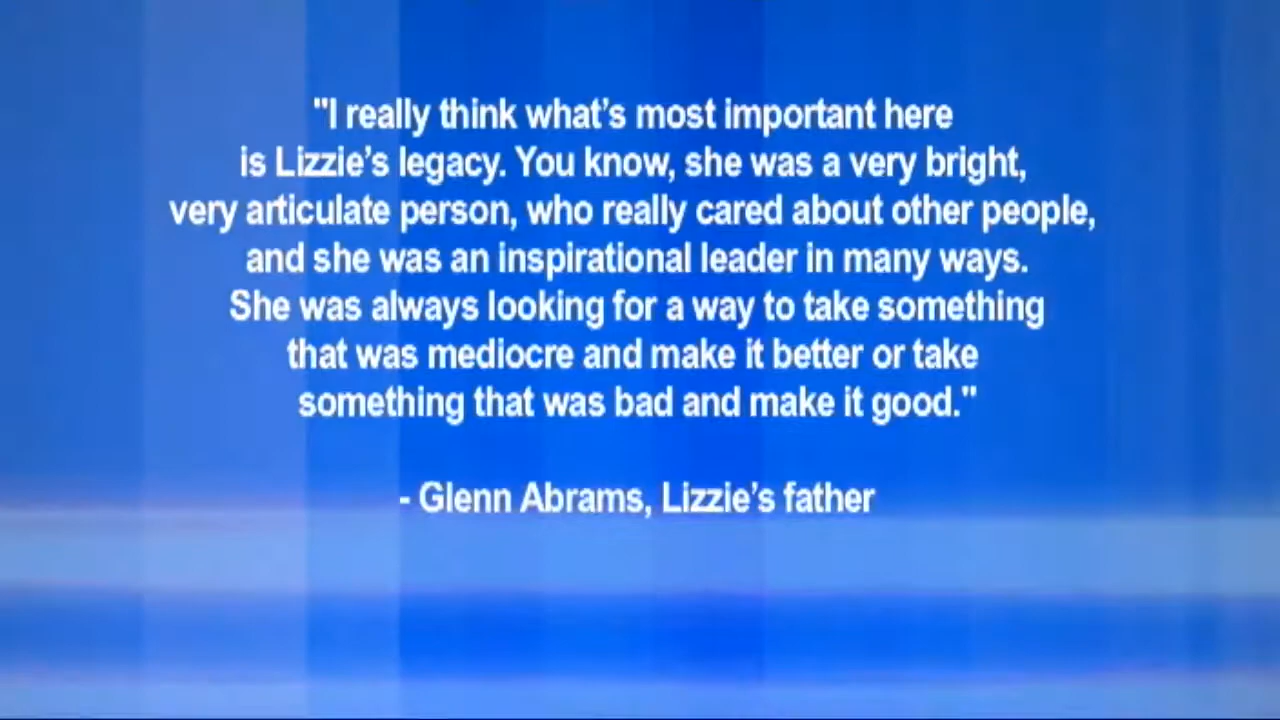 "I really think what’s most important here
is Lizzie’s legacy. You know, she was a very bright,
very articulate person, who really cared about other people,
and she was an inspirational leader in many ways.
She was always looking for a way to take something
that was mediocre and make it better or take
something that was bad and make it good."
- Glenn Abrams, Lizzie’s father